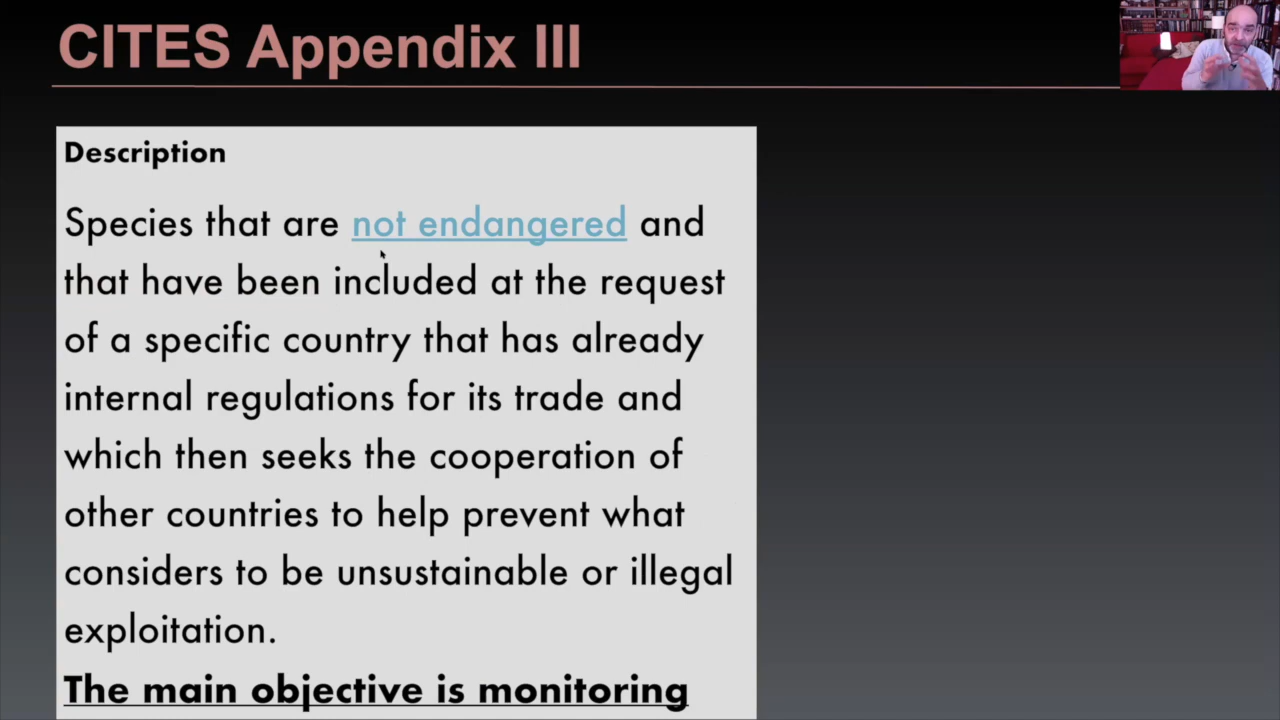 CITES Appendix III
Description
Species that are not endangered and
that have been included at the request
of a specific country that has already
internal regulations for its trade and
which then seeks the cooperation of
other countries to help prevent what
considers to be unsustainable or illegal
exploitation.
The main objective is monitoring